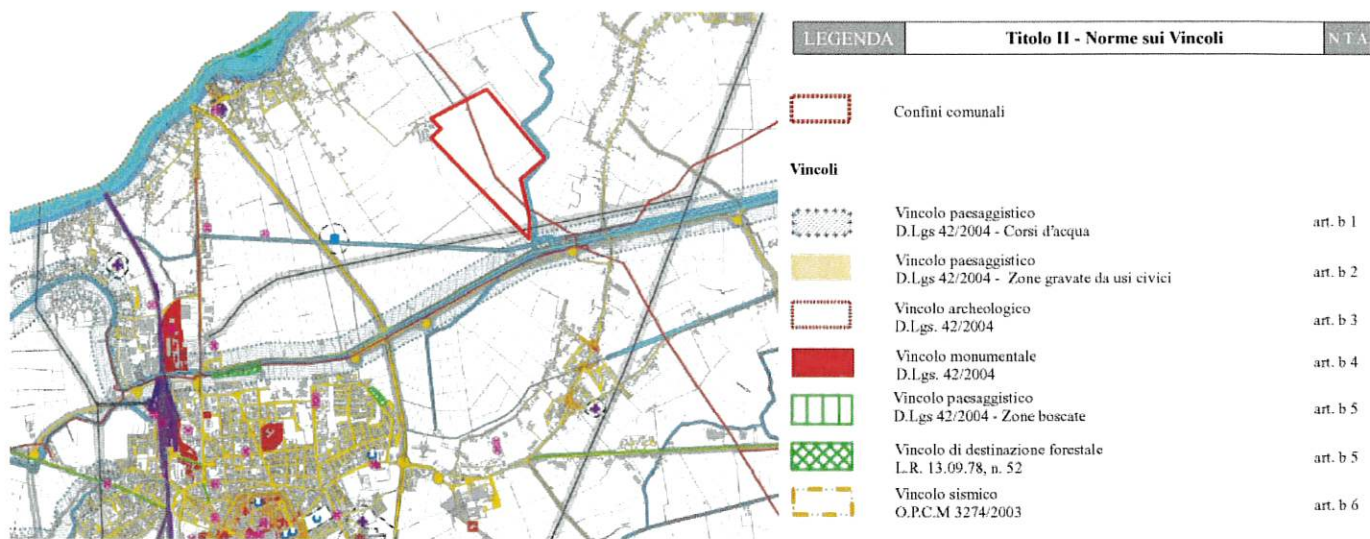 LEGENDA Titolo II - Norme sui Vincoli N T A
Confini comunali
Vincoli
Vincolo paesaggistico
D.Lgs 42/2004 - Corsi d'acqua art. b 1
Vincolo paesaggistico
D.Lgs 42/2004 - Zone gravate da usi civici art. b 2
Vincolo archeologico
D.Lgs. 42/2004 art. b 3
Vincolo monumentale
D.Lgs. 42/2004 art. b 4
Vincolo paesaggistico
D.Lgs 42/2004 - Zone boscate art. b 5
Vincolo di destinazione forestale
L.R. 13.09.78, n. 52 art. b 5
Vincolo sismico
O.P.C.M 3274/2003 art. b 6